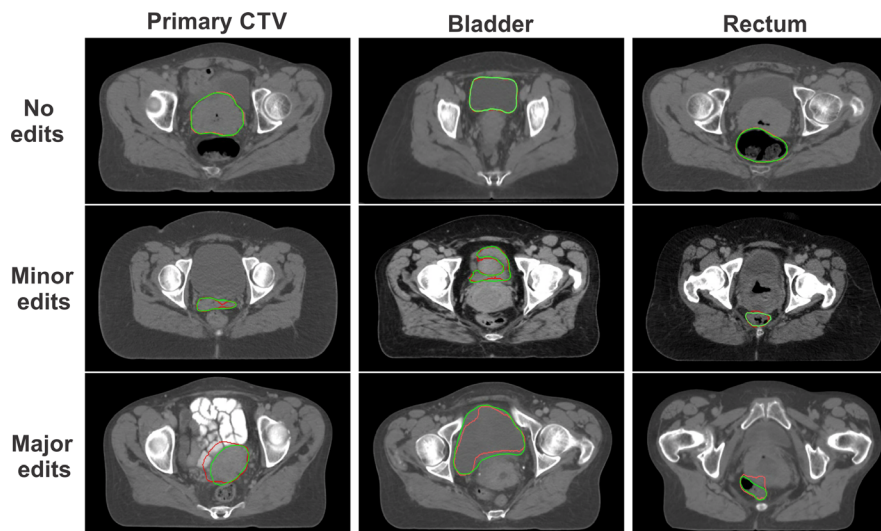 Primary CTV Bladder Rectum
No
edits
Minor
edits
Major
edits